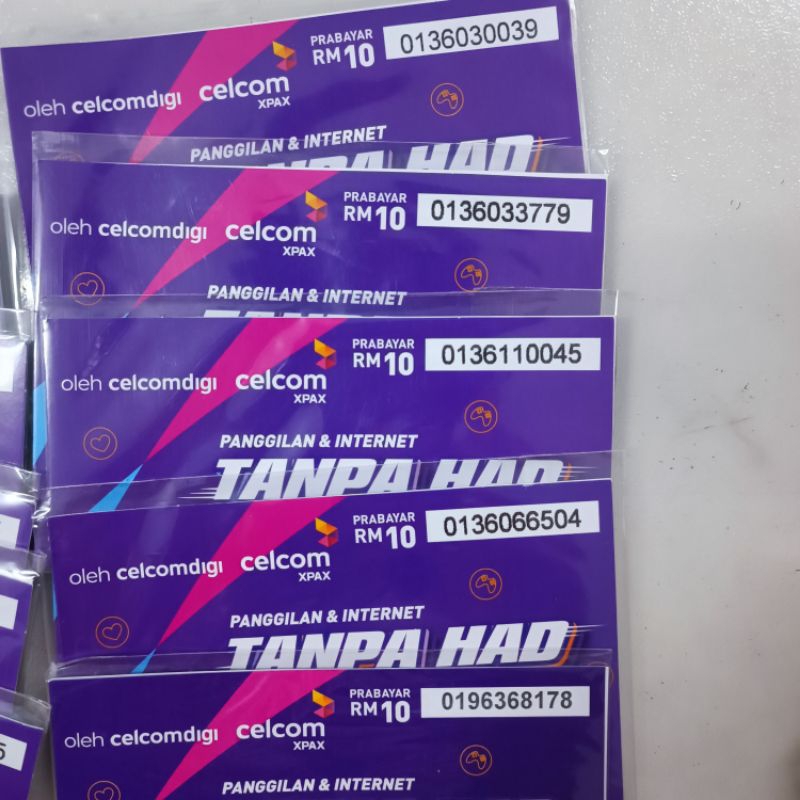 PRABAYAR
RM10
0136030039
oleh celcomdigi
celcom
XPAX
PANGGILAN & INTERNET
TANPA HAD
PRABAYAR
RM10
0136033779
oleh celcomdigi
celcom
XPAX
PANGGILAN & INTERNET
PRABAYAR
RM10
0136110045
oleh celcomdigi
celcom
XPAX
PANGGILAN & INTERNET
TANPA HAD
PRABAYAR
RM10
0136066504
oleh celcomdigi
celcom
XPAX
PANGGILAN & INTERNET
TANPA HAD
PRABAYAR
RM10
0196368178
oleh celcomdigi
celcom
XPAX
PANGGILAN & INTERNET